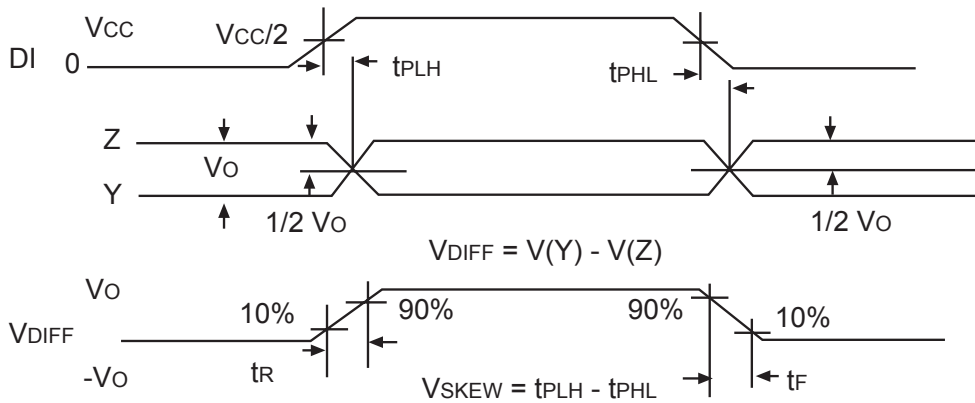 VCC
VCC/2
DI 0
tPLH
tPHL
Z
VO
Y
1/2 VO
1/2 VO
VDIFF = V(Y) - V(Z)
VO
10%
90%
90%
10%
VDIFF
-VO
tR
VSKEW = tPLH - tPHL
tF